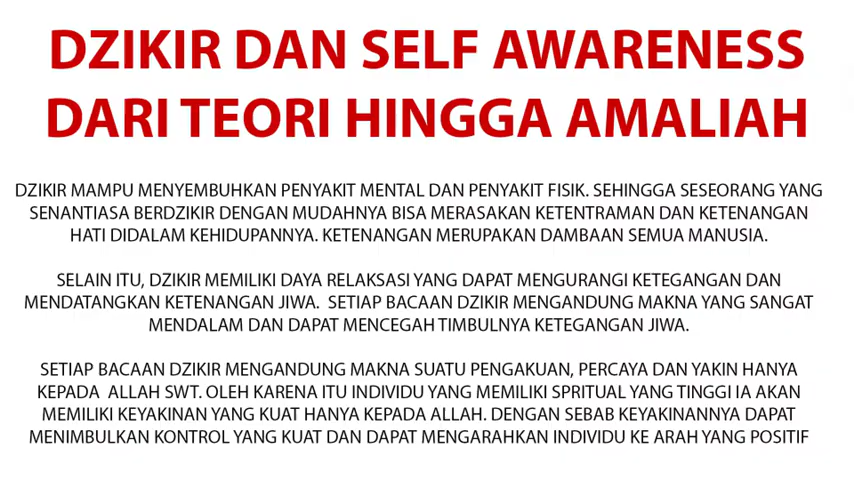 DZIKIR DAN SELF AWARENESS
DARI TEORI HINGGA AMALIAH
DZIKIR MAMPU MENYEMBUHKAN PENYAKIT MENTAL DAN PENYAKIT FISIK. SEHINGGA SESEORANG YANG
SENANTIASA BERDZIKIR DENGAN MUDAHNYA BISA MERASAKAN KETENTRAMAN DAN KETENANGAN
HATI DIDALAM KEHIDUPANNYA. KETENANGAN MERUPAKAN DAMBAAN SEMUA MANUSIA.
SELAIN ITU, DZIKIR MEMILIKI DAYA RELAKSASI YANG DAPAT MENGURANGI KETEGANGAN DAN
MENDATANGKAN KETENANGAN JIWA. SETIAP BACAAN DZIKIR MENGANDUNG MAKNA YANG SANGAT
MENDALAM DAN DAPAT MENCEGAH TIMBULNYA KETEGANGAN JIWA.
SETIAP BACAAN DZIKIR MENGANDUNG MAKNA SUATU PENGAKUAN, PERCAYA DAN YAKIN HANYA
KEPADA ALLAH SWT. OLEH KARENA ITU INDIVIDU YANG MEMILIKI SPRITUAL YANG TINGGI IA AKAN
MEMILIKI KEYAKINAN YANG KUAT HANYA KEPADA ALLAH. DENGAN SEBAB KEYAKINANNYA DAPAT
MENIMBULKAN KONTROL YANG KUAT DAN DAPAT MENGARAHKAN INDIVIDU KE ARAH YANG POSITIF